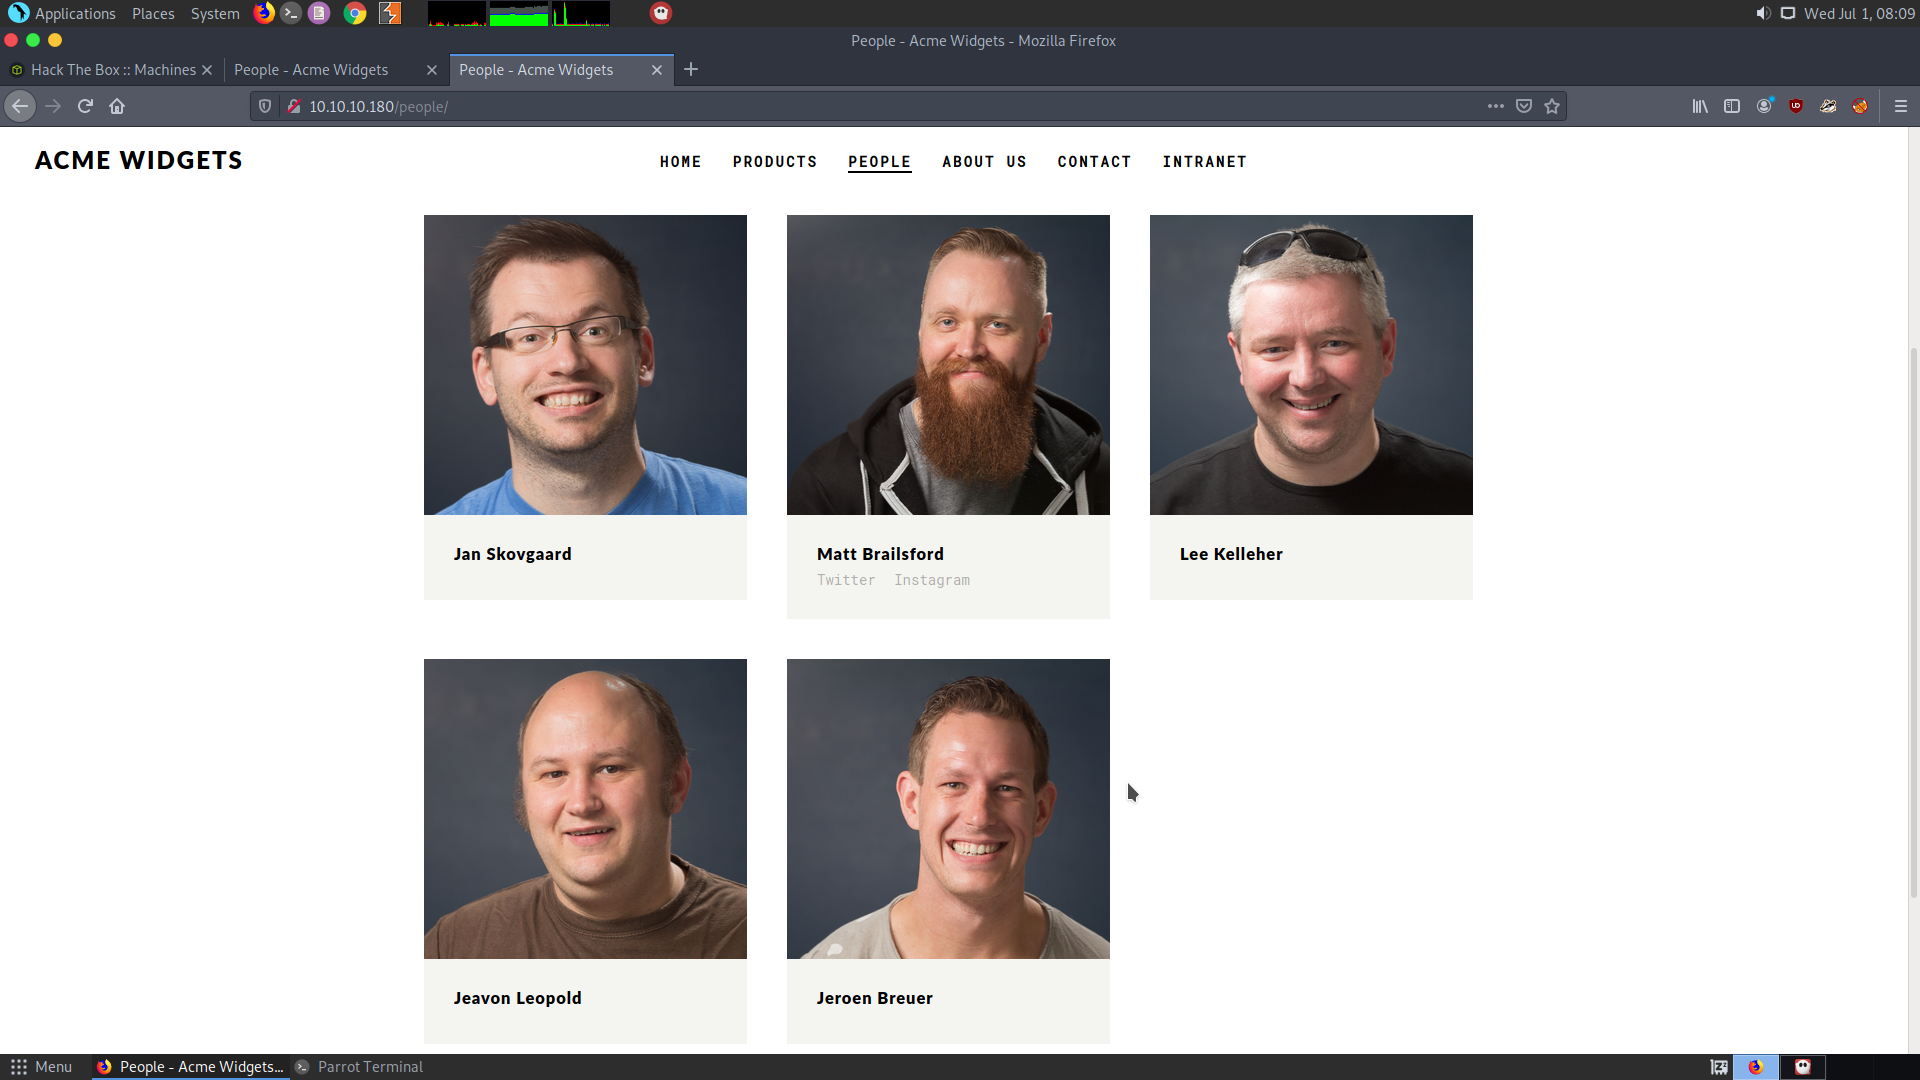 Applications Places System Wed Jul 1, 08:09
People - Acme Widgets - Mozilla Firefox
Hack The Box :: Machines People - Acme Widgets People - Acme Widgets
10.10.10.180/people/
ACME WIDGETS HOME PRODUCTS PEOPLE ABOUT US CONTACT INTRANET
Jan Skovgaard Matt Brailsford Lee Kelleher
Twitter Instagram
Jeavon Leopold Jeroen Breuer
Menu People - Acme Widgets... Parrot Terminal